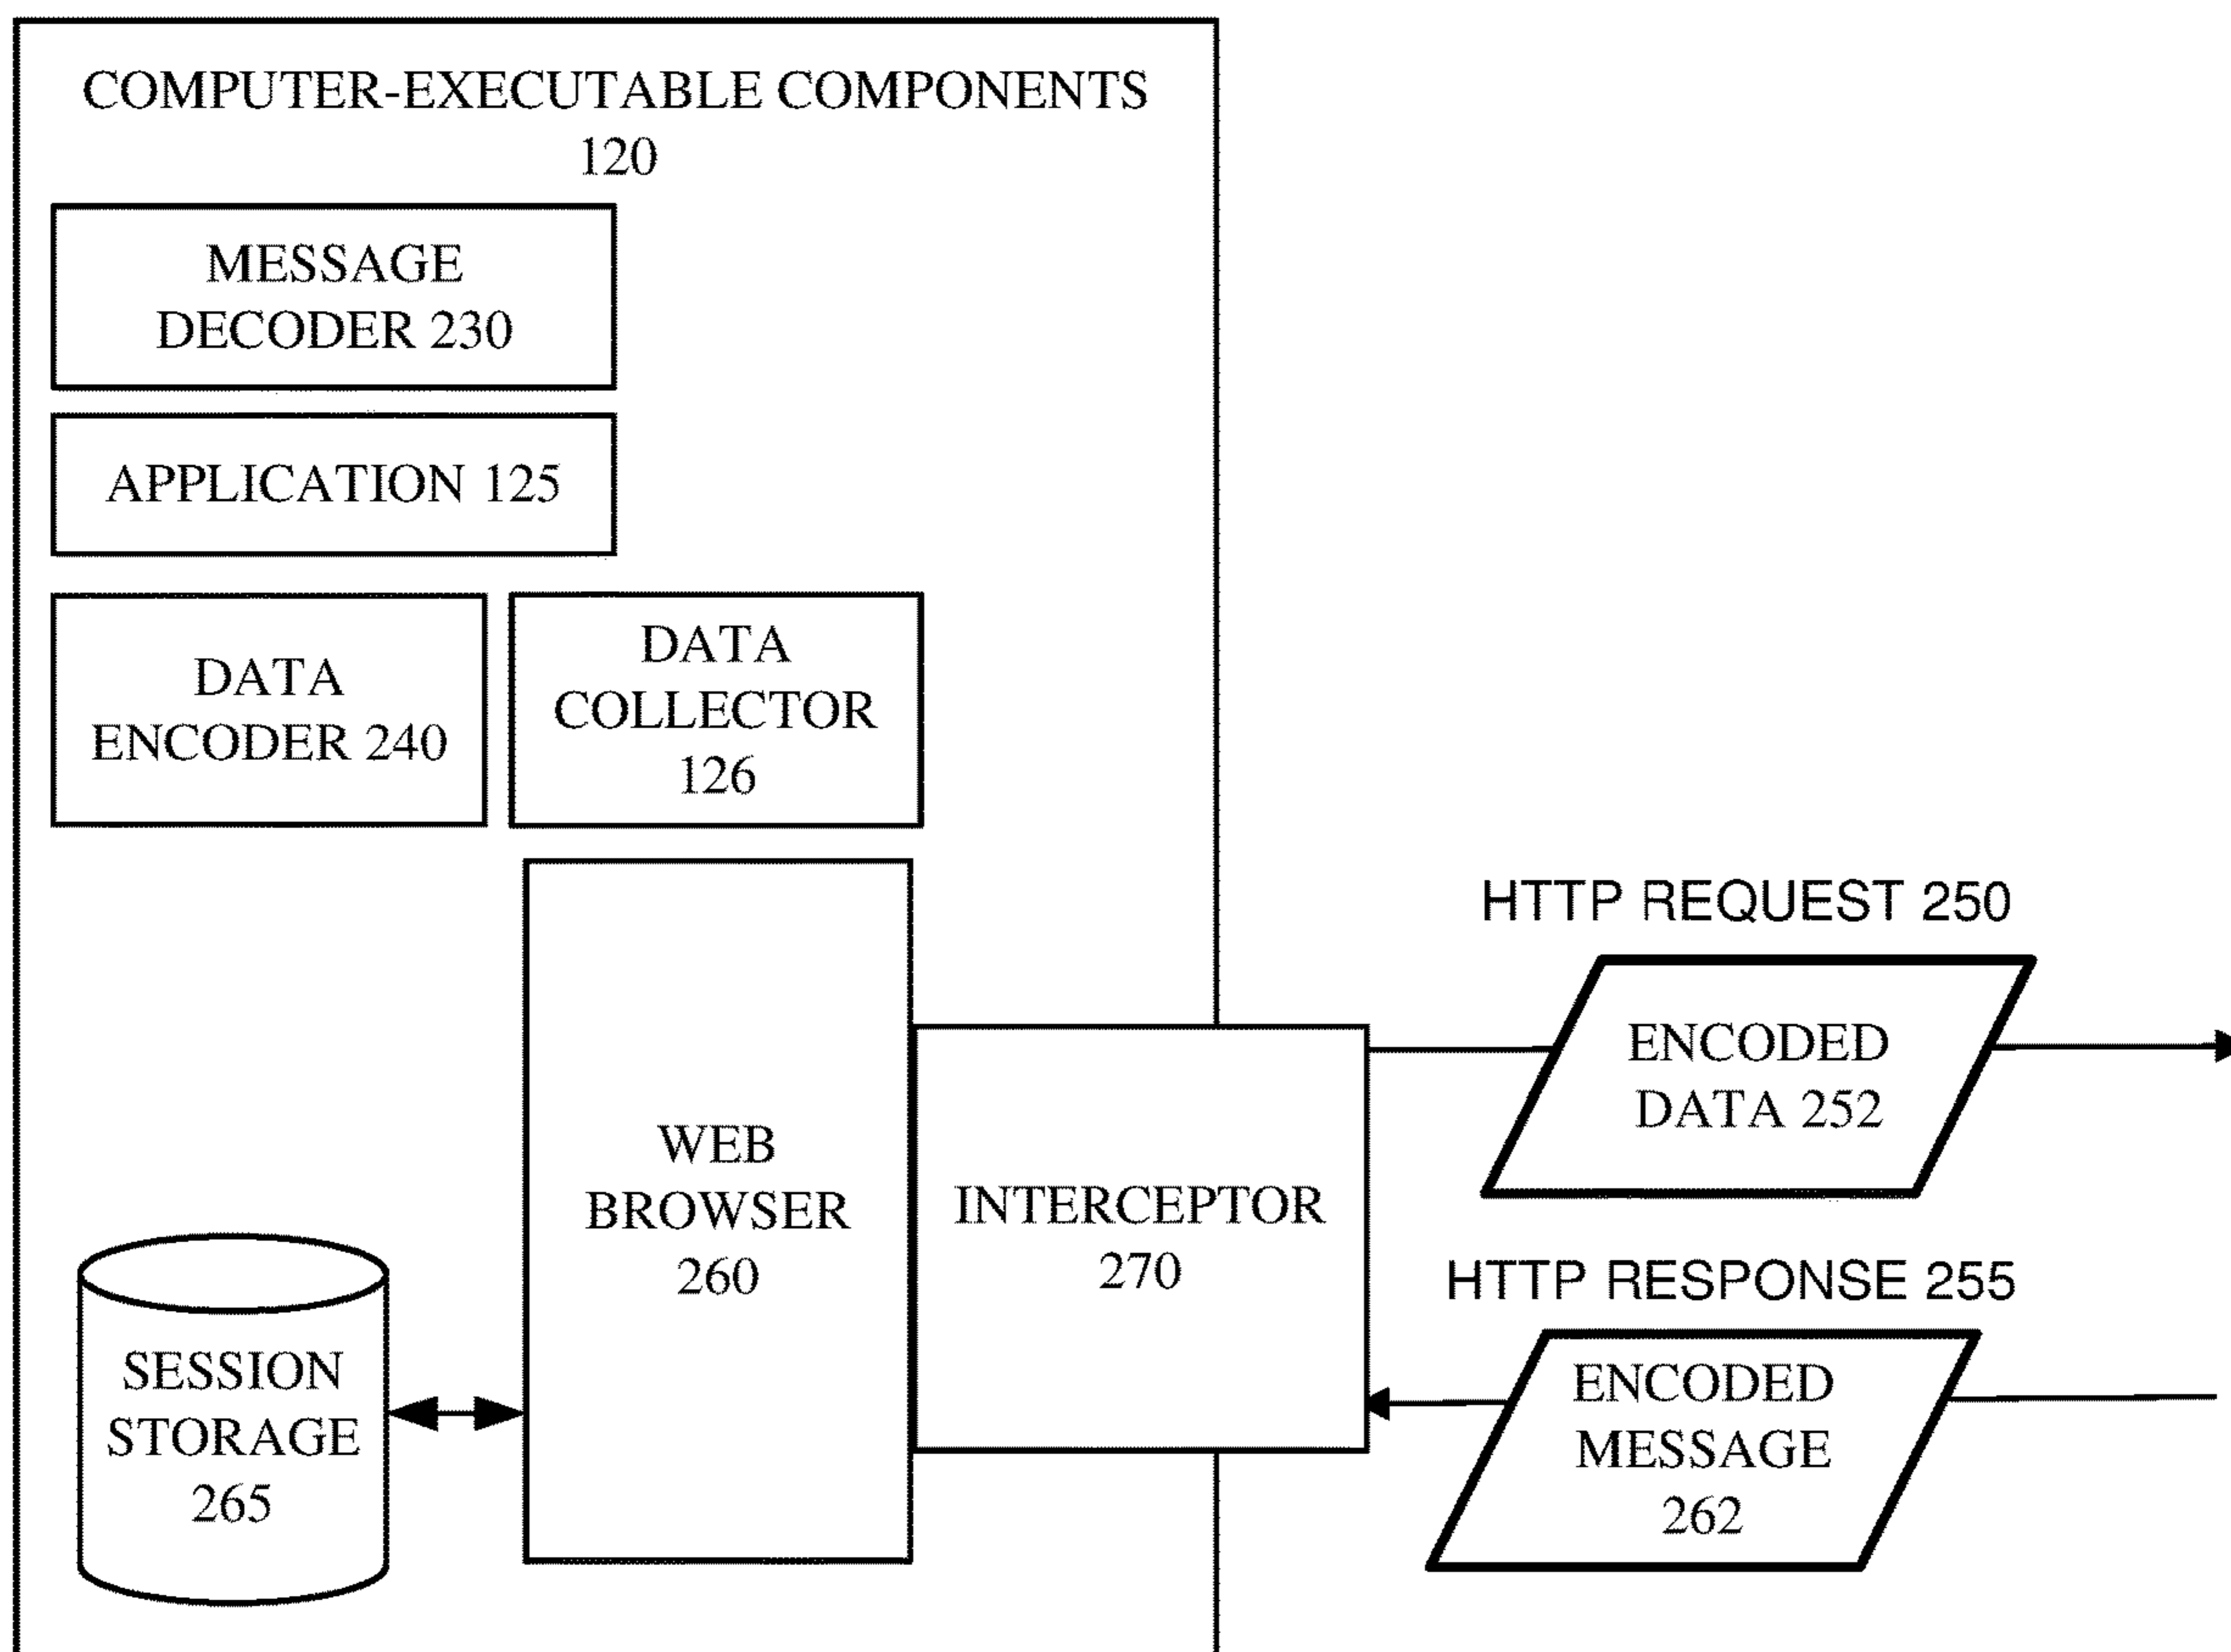 COMPUTER-EXECUTABLE COMPONENTS
120
MESSAGE
DECODER 230
APPLICATION 125
DATA
ENCODER 240
DATA
COLLECTOR
126
WEB
BROWSER
260
INTERCEPTOR
270
SESSION
STORAGE
265
HTTP REQUEST 250
ENCODED
DATA 252
HTTP RESPONSE 255
ENCODED
MESSAGE
262